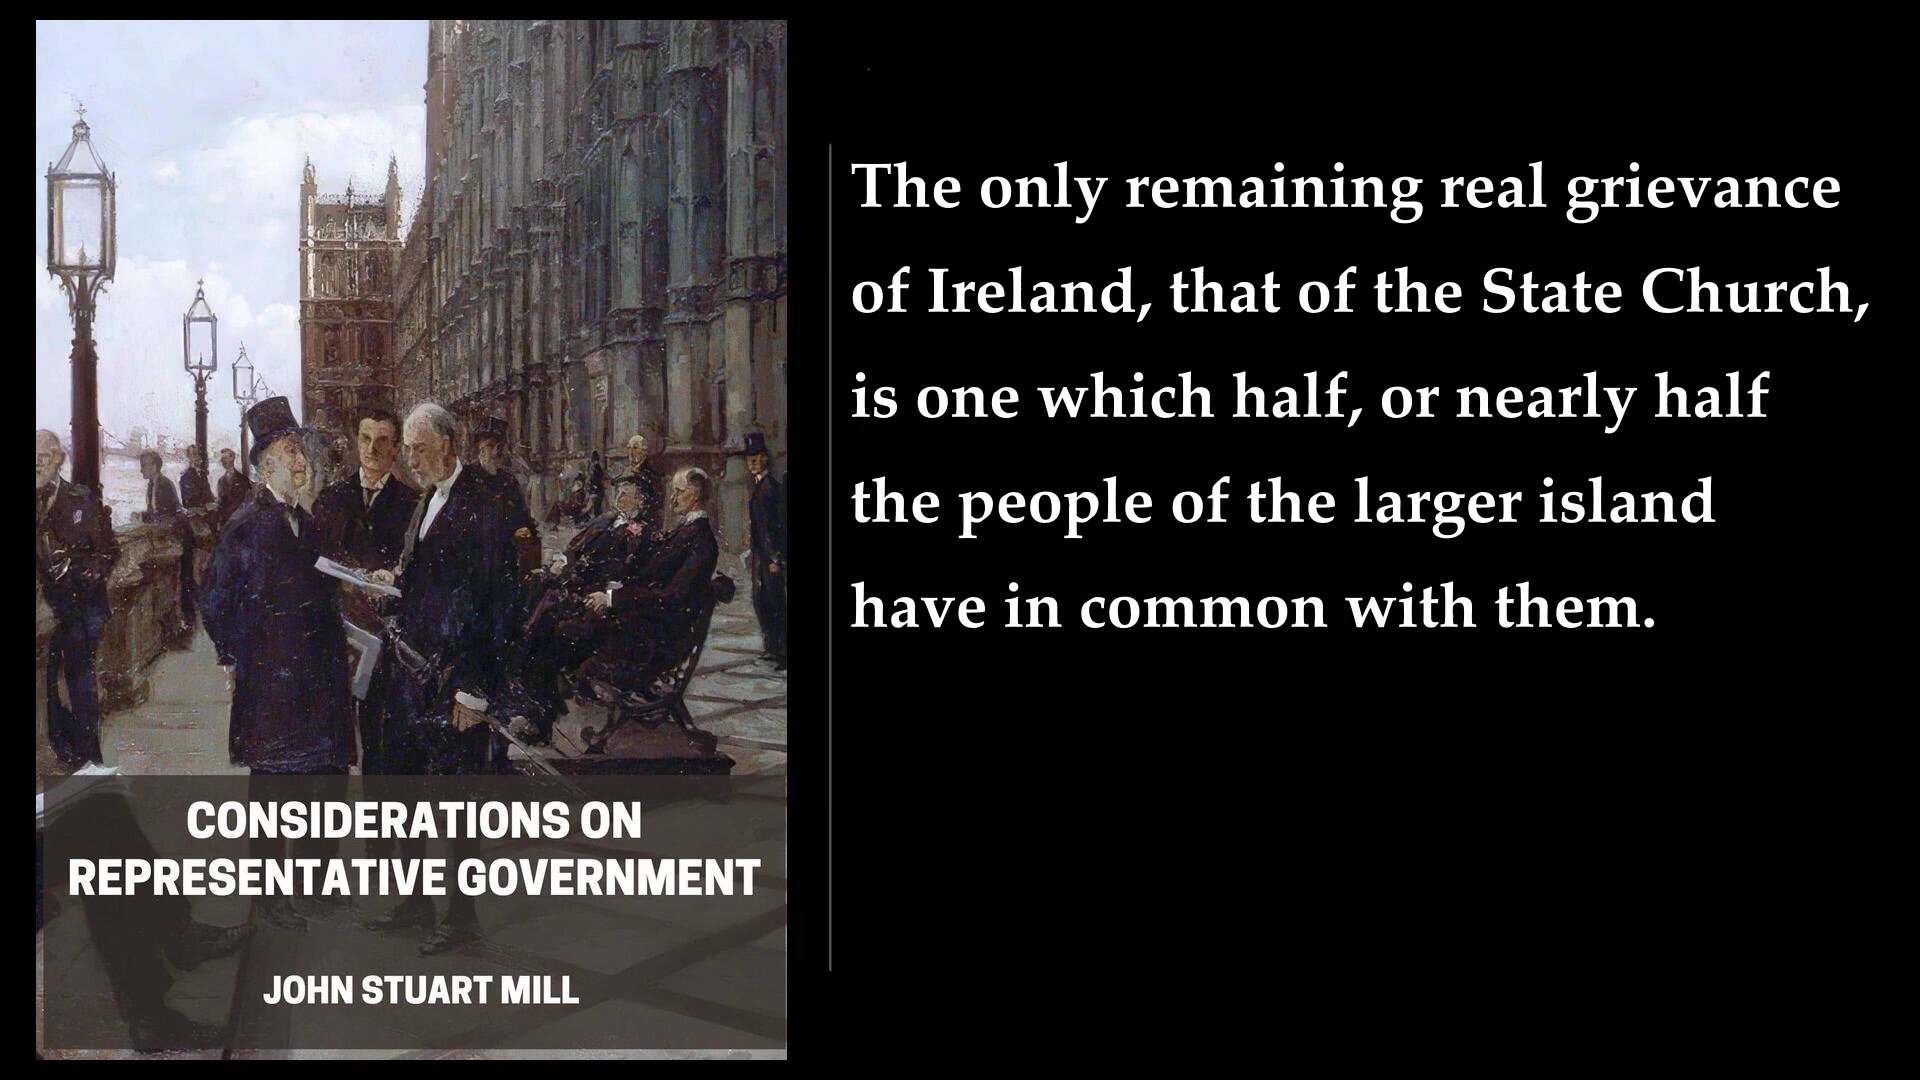 CONSIDERATIONS ON
REPRESENTATIVE GOVERNMENT
JOHN STUART MILL
The only remaining real grievance
of Ireland, that of the State Church,
is one which half, or nearly half
the people of the larger island
have in common with them.